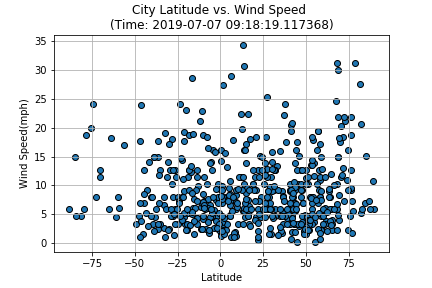 City Latitude vs. Wind Speed
(Time: 2019-07-07 09:18:19.117368)
35
30
25
20
15
10
5
0
Wind Speed(mph)
−75 −50 −25 0 25 50 75
Latitude